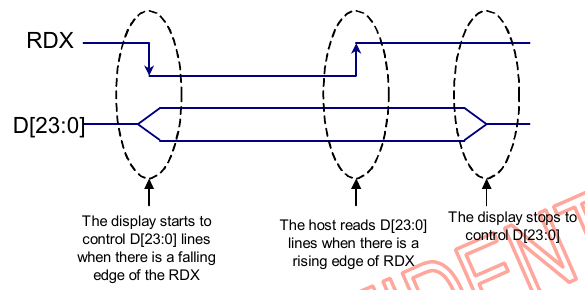 RDX
D[23:0]
The display starts to
control D[23:0] lines
when there is a falling
edge of the RDX
The host reads D[23:0]
lines when there is a
rising edge of RDX
The display stops to
control D[23:0]